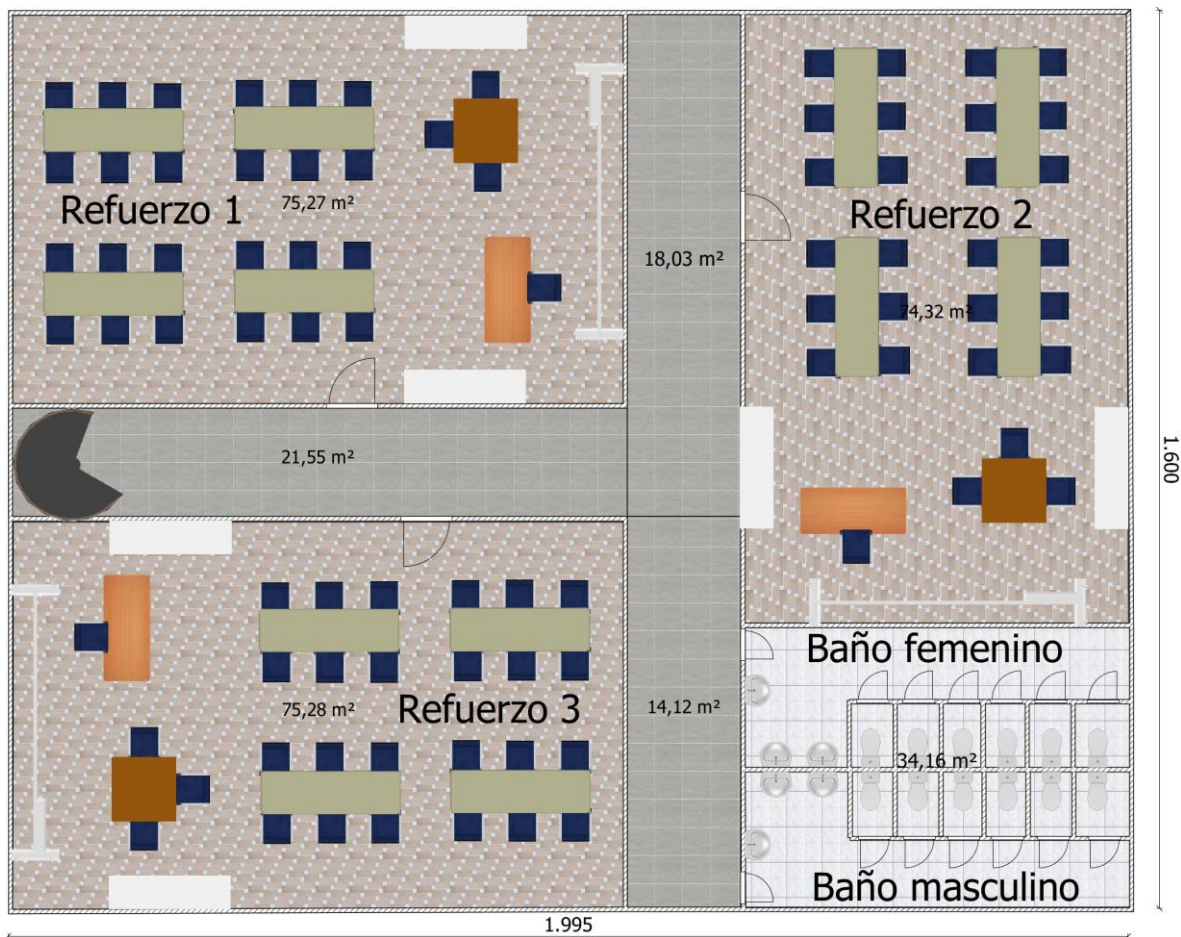 Refuerzo 1
75,27 m²
18,03 m²
Refuerzo 2
74,32 m²
21,55 m²
1.600
75,28 m²
Refuerzo 3
14,12 m²
Baño femenino
34,16 m²
Baño masculino
1.995